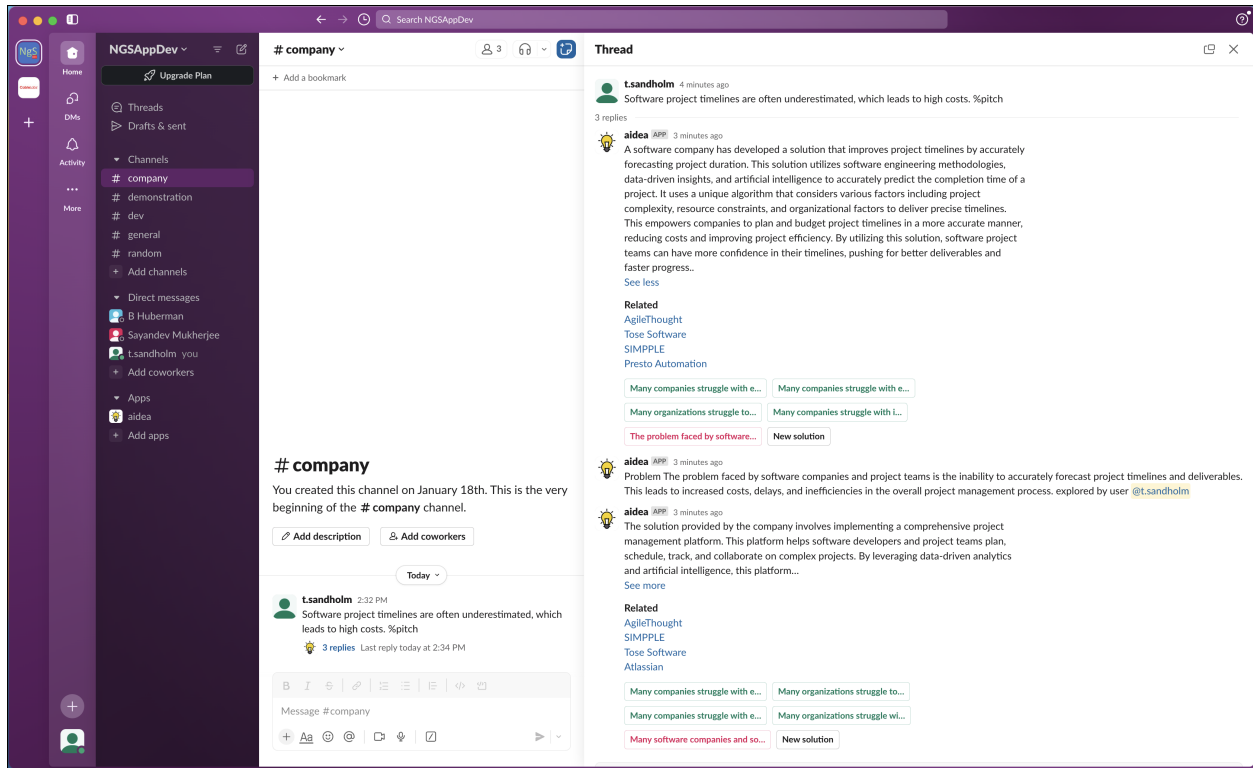 Search NGSAppDev
NgS
Home
DMs
Activity
More
NGSAppDev
Upgrade Plan
Threads
Drafts & sent
Channels
# company
# demonstration
# dev
# general
# random
+ Add channels
Direct messages
B Huberman
Sayandev Mukherjee
t.sandholm you
+ Add coworkers
Apps
aidea
+ Add apps
# company
3
+ Add a bookmark
# company
You created this channel on January 18th. This is the very
beginning of the # company channel.
Add description
Add coworkers
Today
t.sandholm 2:32 PM
Software project timelines are often underestimated, which
leads to high costs. %pitch
3 replies Last reply today at 2:34 PM
Message #company
Aa
Thread
t.sandholm 4 minutes ago
Software project timelines are often underestimated, which leads to high costs. %pitch
3 replies
aidea APP 3 minutes ago
A software company has developed a solution that improves project timelines by accurately
forecasting project duration. This solution utilizes software engineering methodologies,
data-driven insights, and artificial intelligence to accurately predict the completion time of a
project. It uses a unique algorithm that considers various factors including project
complexity, resource constraints, and organizational factors to deliver precise timelines.
This empowers companies to plan and budget project timelines in a more accurate manner,
reducing costs and improving project efficiency. By utilizing this solution, software project
teams can have more confidence in their timelines, pushing for better deliverables and
faster progress..
See less
Related
AgileThought
Tose Software
SIMPPLE
Presto Automation
Many companies struggle with e... Many companies struggle with e...
Many organizations struggle to... Many companies struggle with i...
The problem faced by software... New solution
aidea APP 3 minutes ago
Problem The problem faced by software companies and project teams is the inability to accurately forecast project timelines and deliverables.
This leads to increased costs, delays, and inefficiencies in the overall project management process. explored by user @t.sandholm
aidea APP 3 minutes ago
The solution provided by the company involves implementing a comprehensive project
management platform. This platform helps software developers and project teams plan,
schedule, track, and collaborate on complex projects. By leveraging data-driven analytics
and artificial intelligence, this platform...
See more
Related
AgileThought
SIMPPLE
Tose Software
Atlassian
Many companies struggle with e... Many organizations struggle to...
Many companies struggle with e... Many organizations struggle wi...
Many software companies and so... New solution